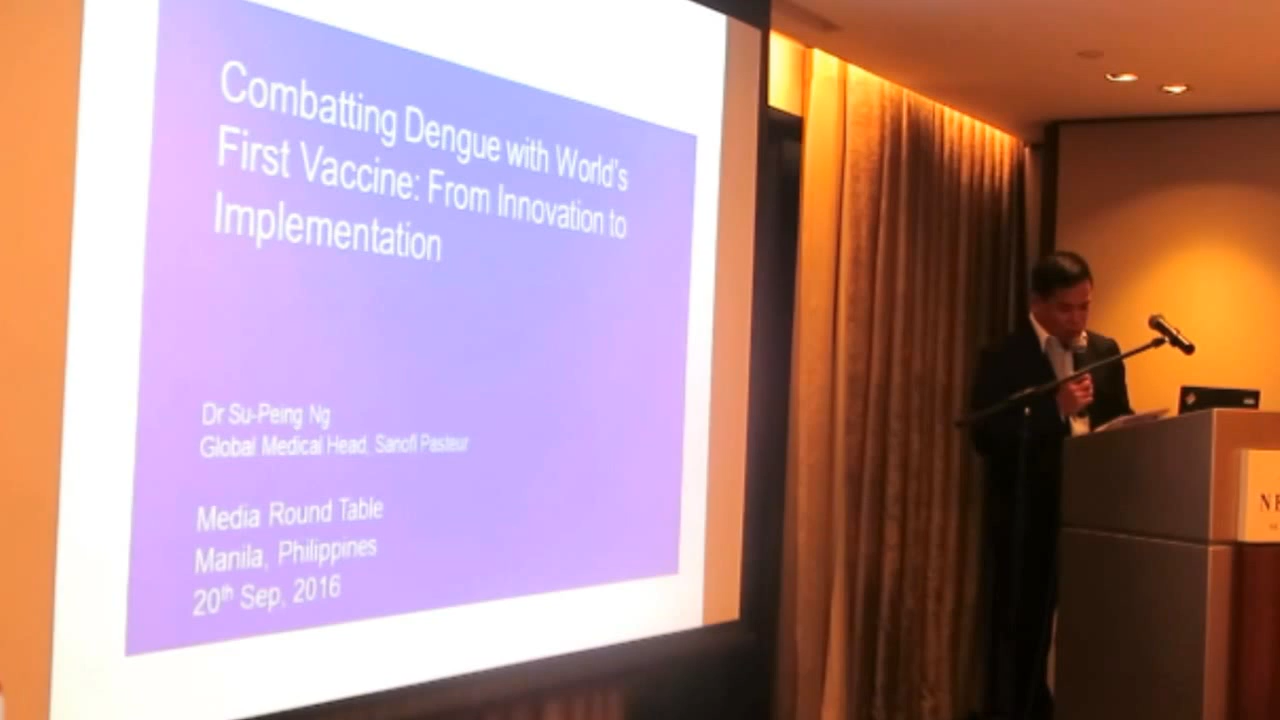 Combatting Dengue with World's
First Vaccine: From Innovation to
Implementation
Dr Su-Peing Ng
Global Medical Head, Sanofi Pasteur
Media Round Table
Manila, Philippines
20th Sep, 2016